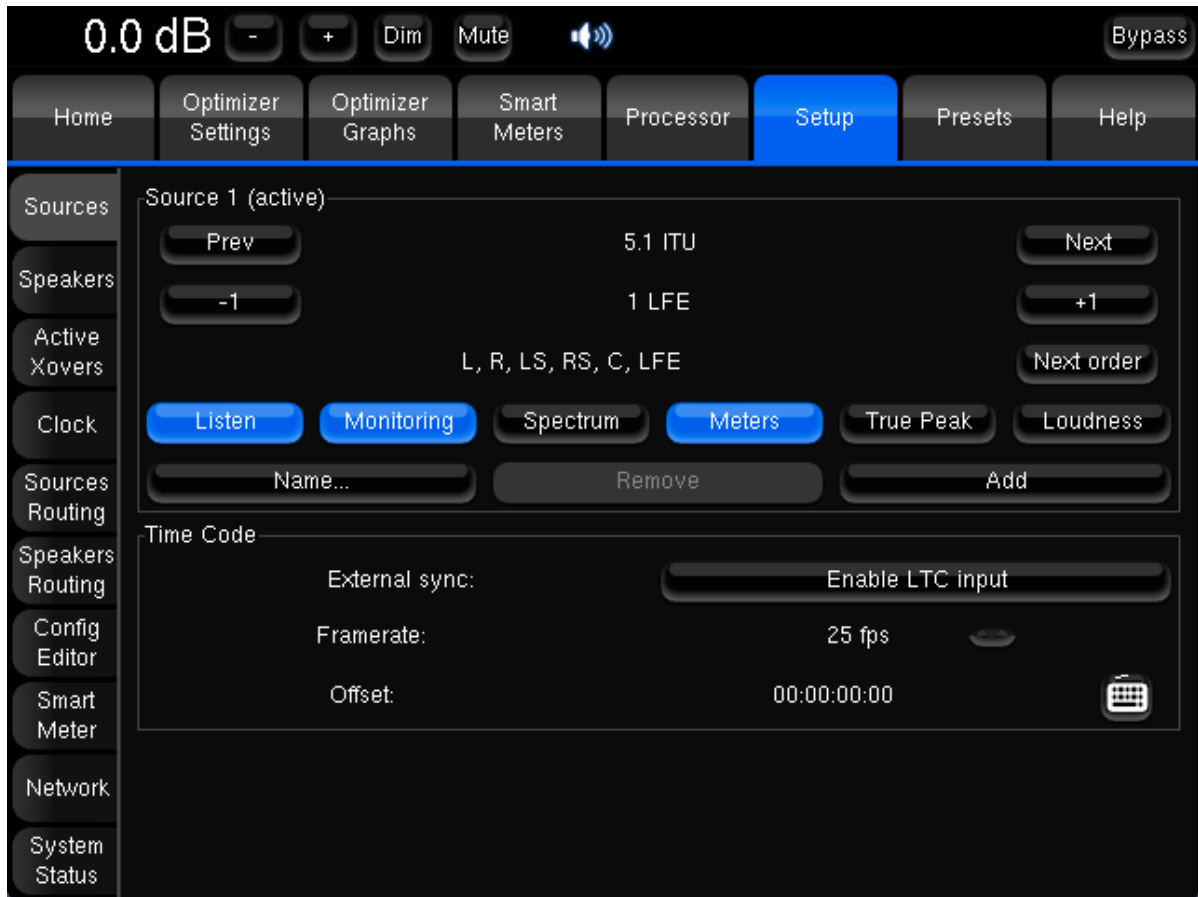 0.0 dB - + Dim Mute Bypass
Home Optimizer Settings Optimizer Graphs Smart Meters Processor Setup Presets Help
Sources
Speakers
Active
Xovers
Clock
Sources
Routing
Speakers
Routing
Config
Editor
Smart
Meter
Network
System
Status
Source 1 (active)
Prev 5.1 ITU Next
-1 1 LFE +1
L, R, LS, RS, C, LFE Next order
Listen Monitoring Spectrum Meters True Peak Loudness
Name... Remove Add
Time Code
External sync: Enable LTC input
Framerate: 25 fps
Offset: 00:00:00:00